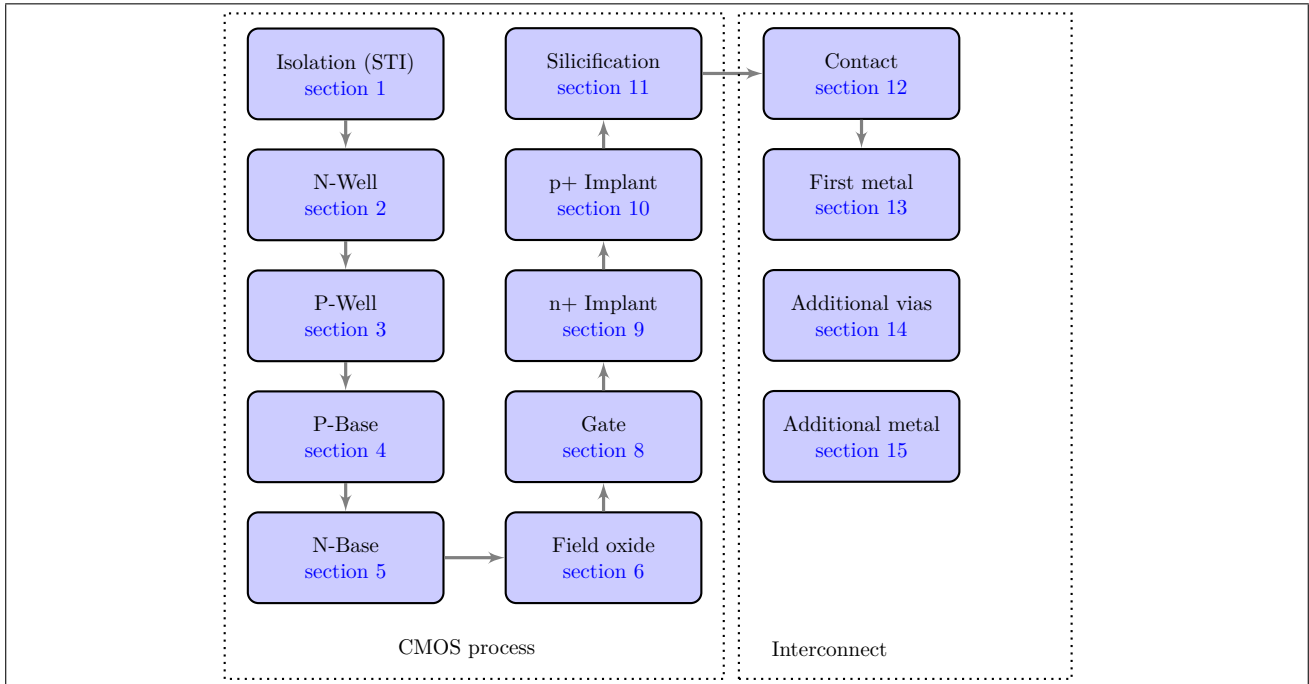 Isolation (STI)
section 1
N-Well
section 2
P-Well
section 3
P-Base
section 4
N-Base
section 5
Silicification
section 11
p+ Implant
section 10
n+ Implant
section 9
Gate
section 8
Field oxide
section 6
CMOS process
Contact
section 12
First metal
section 13
Additional vias
section 14
Additional metal
section 15
Interconnect